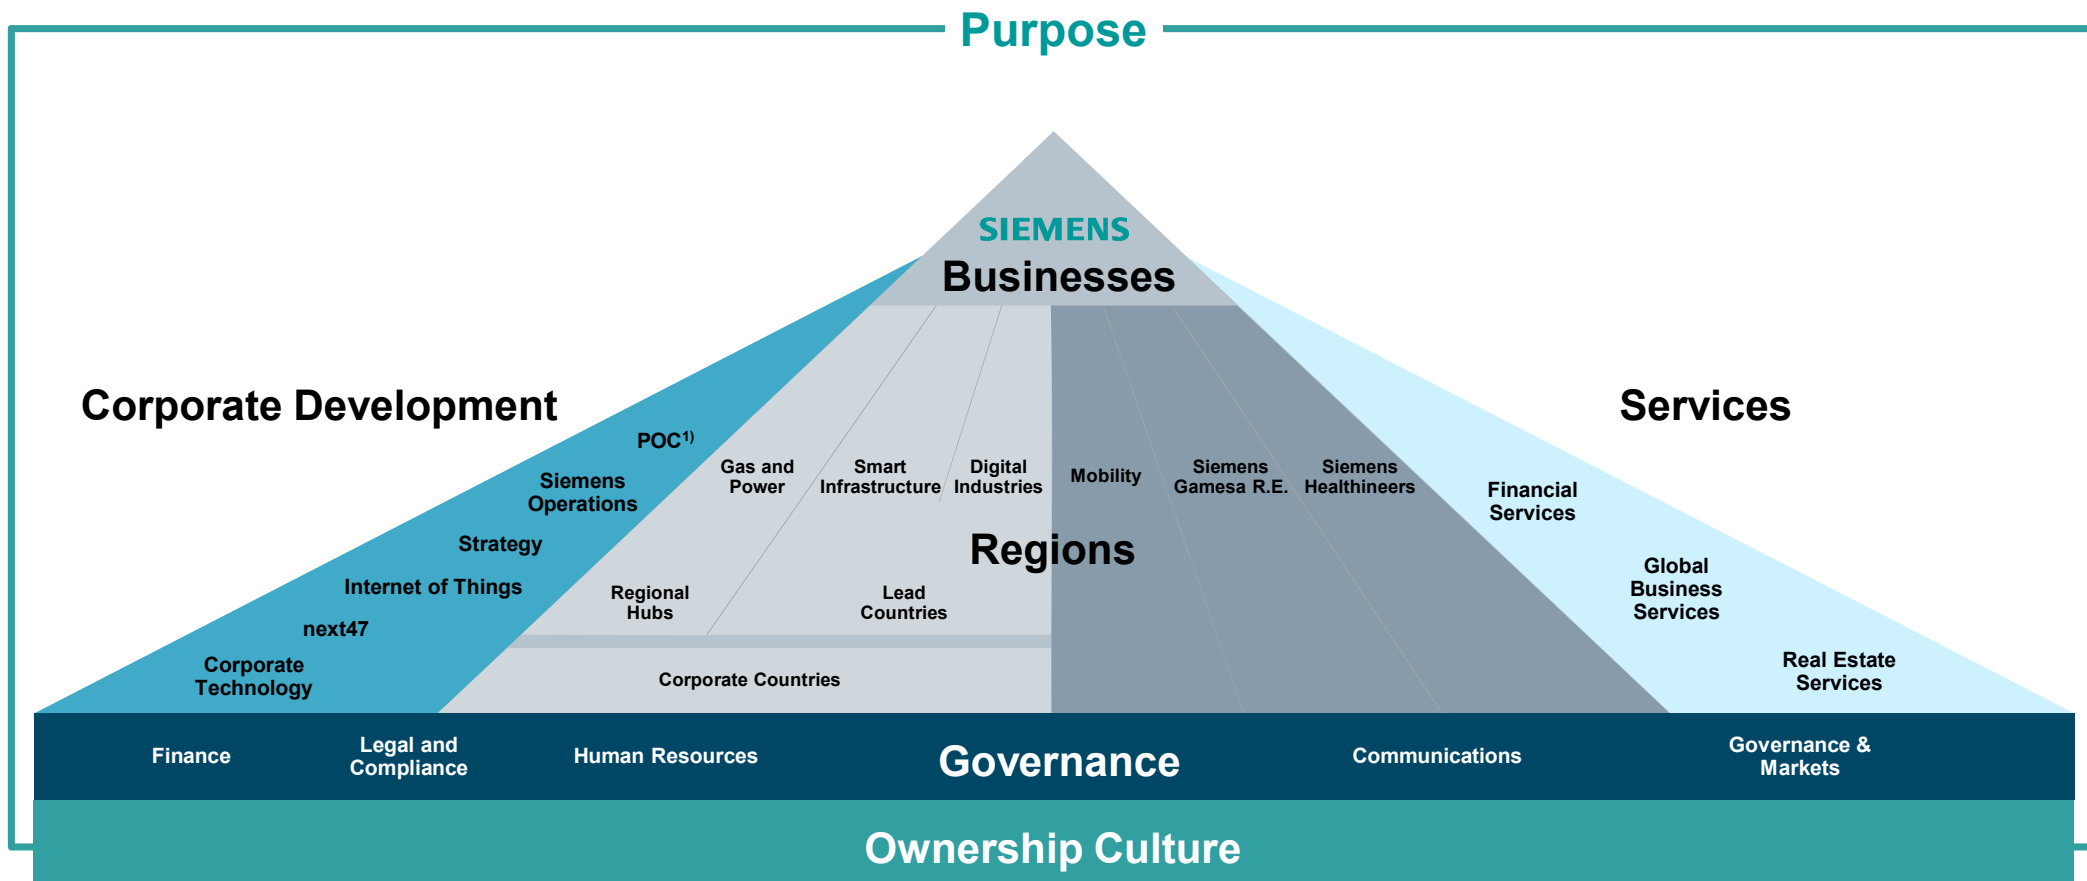 Purpose
SIEMENS
Businesses
Corporate Development
Services
POC¹⁾
Siemens
Operations
Strategy
Internet of Things
next47
Corporate
Technology
Gas and
Power
Smart
Infrastructure
Digital
Industries
Mobility
Siemens
Gamesa R.E.
Siemens
Healthineers
Regions
Regional
Hubs
Lead
Countries
Corporate Countries
Financial
Services
Global
Business
Services
Real Estate
Services
Finance
Legal and
Compliance
Human Resources
Governance
Communications
Governance &
Markets
Ownership Culture